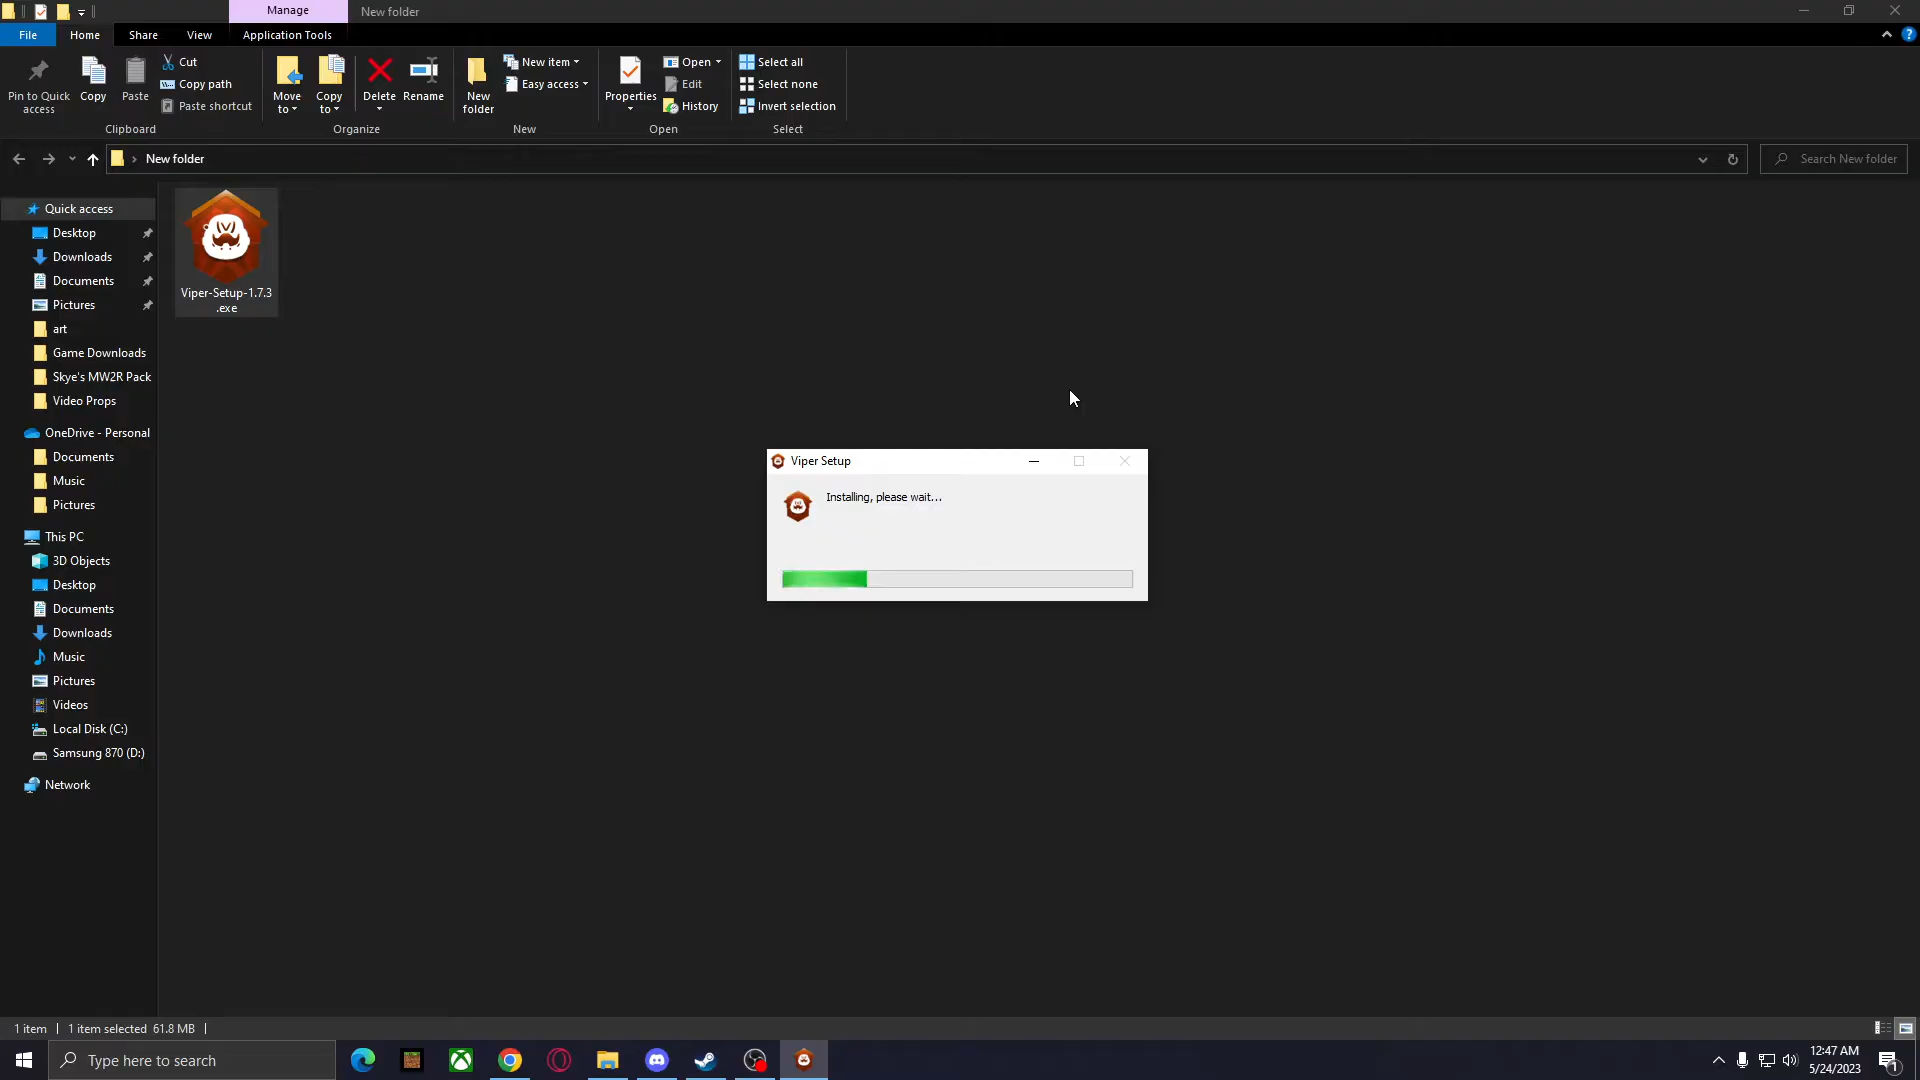 Manage
New folder
File
Home
Share
View
Application Tools
Pin to Quick
access
Copy
Paste
Cut
Copy path
Paste shortcut
Clipboard
Move
to
Copy
to
Delete
Rename
Organize
New
folder
New item
Easy access
New
Properties
Open
Edit
History
Open
Select all
Select none
Invert selection
Select
New folder
Search New folder
Quick access
Desktop
Downloads
Documents
Pictures
art
Game Downloads
Skye's MW2R Pack
Video Props
OneDrive - Personal
Documents
Music
Pictures
This PC
3D Objects
Desktop
Documents
Downloads
Music
Pictures
Videos
Local Disk (C:)
Samsung 870 (D:)
Network
Viper-Setup-1.7.3
.exe
Viper Setup
Installing, please wait...
1 item
1 item selected 61.8 MB
Type here to search
12:47 AM
5/24/2023
1